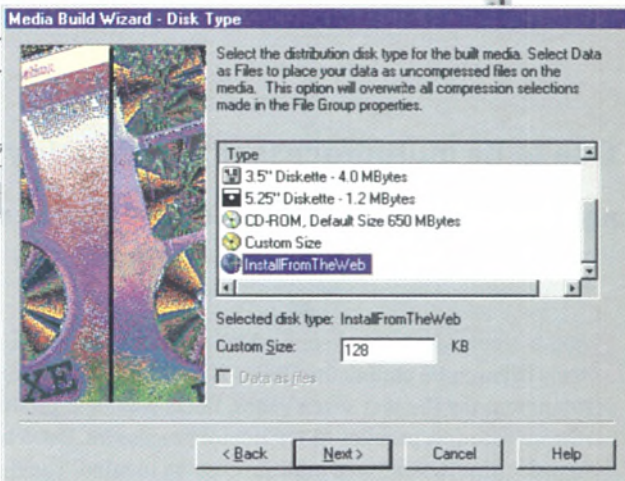 Media Build Wizard - Disk Type
Select the distribution disk type for the built media. Select Data
as Files to place your data as uncompressed files on the
media. This option will overwrite all compression selections
made in the File Group properties.
Type
3.5" Diskette - 4.0 MBytes
5.25" Diskette - 1.2 MBytes
CD-ROM, Default Size 650 MBytes
Custom Size
InstallFromTheWeb
Selected disk type: InstallFromTheWeb
Custom Size: 128 KB
Data as files
XE
< Back Next > Cancel Help